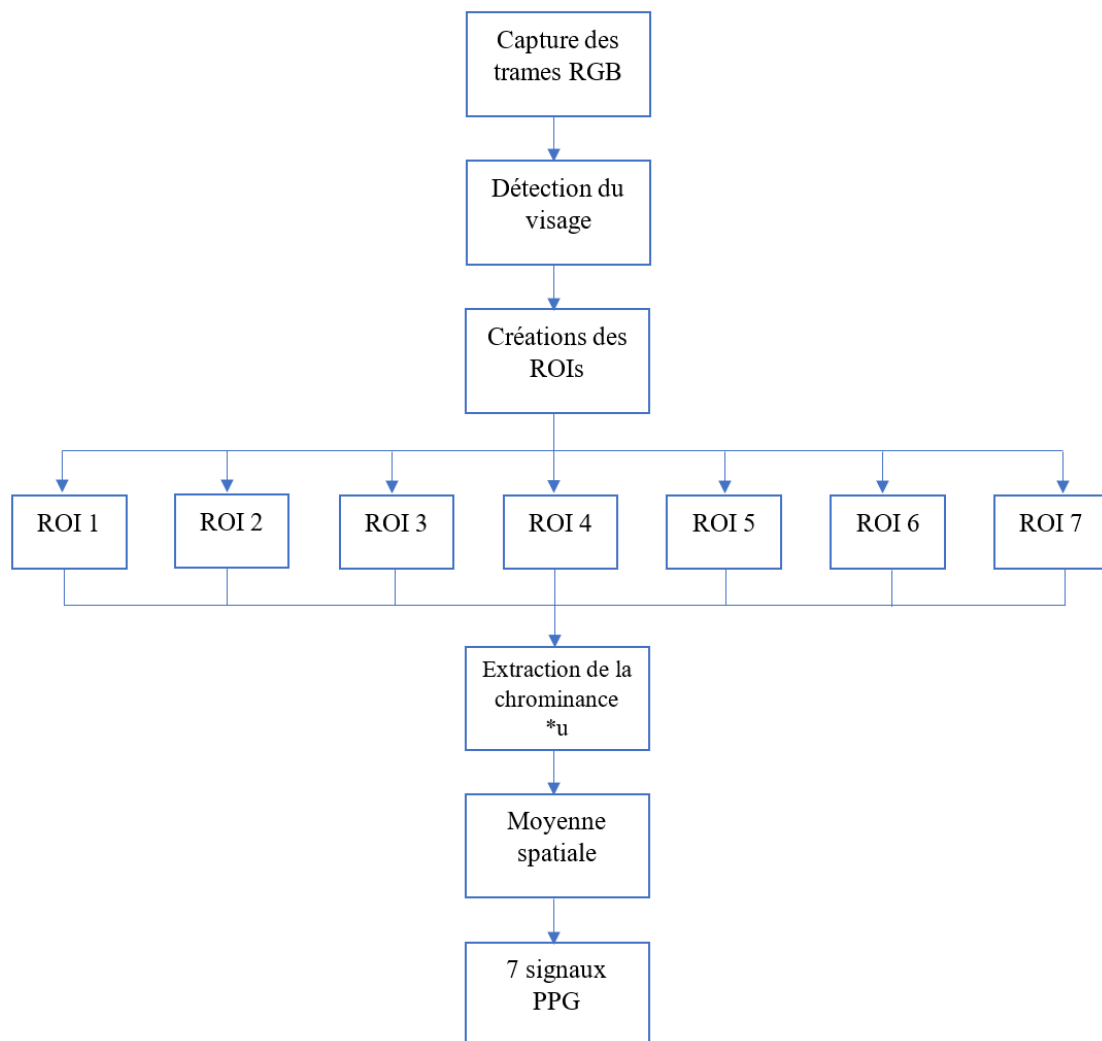 Capture des
trames RGB
Détection du
visage
Créations des
ROIs
ROI 1
ROI 2
ROI 3
ROI 4
ROI 5
ROI 6
ROI 7
Extraction de la
chrominance
*u
Moyenne
spatiale
7 signaux
PPG